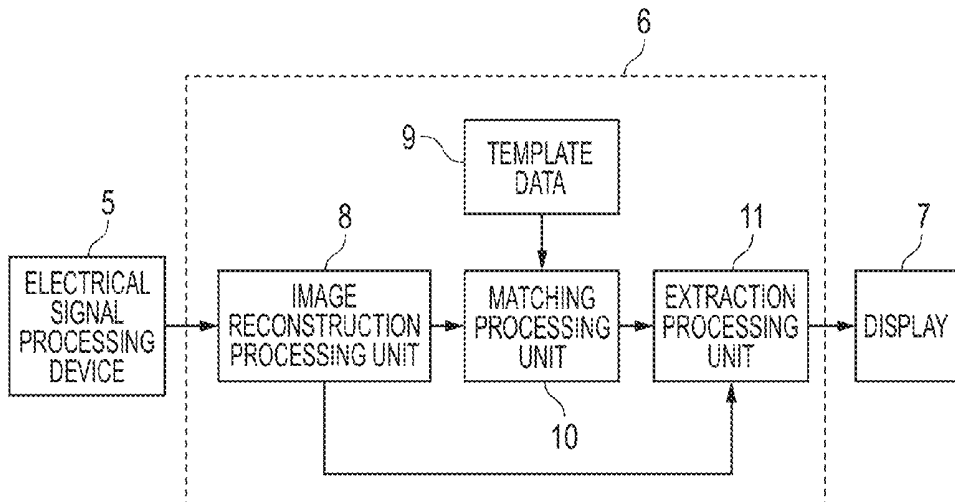 6
9
TEMPLATE
DATA
5
8
11
7
ELECTRICAL
SIGNAL
PROCESSING
DEVICE
IMAGE
RECONSTRUCTION
PROCESSING UNIT
MATCHING
PROCESSING
UNIT
EXTRACTION
PROCESSING
UNIT
DISPLAY
10